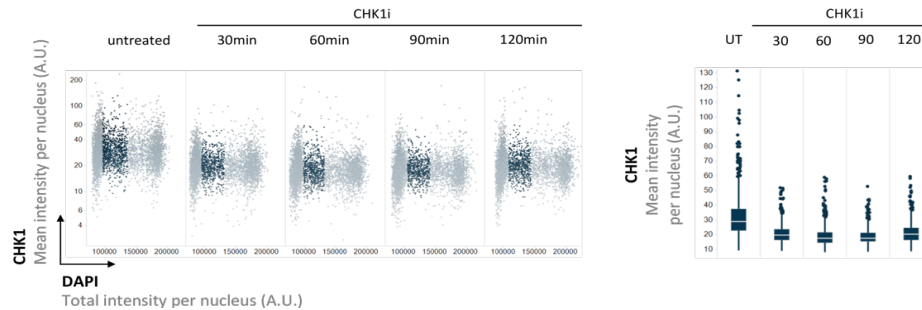 CHK1i
untreated 30min 60min 90min 120min
CHK1
Mean intensity per nucleus (A.U.)
200
100
60
40
20
10
6
4
100000 150000 200000 100000 150000 200000 100000 150000 200000 100000 150000 200000 100000 150000 200000
DAPI
Total intensity per nucleus (A.U.)
CHK1i
UT 30 60 90 120
CHK1
Mean intensity
per nucleus (A.U.)
130
120
110
100
90
80
70
60
50
40
30
20
10